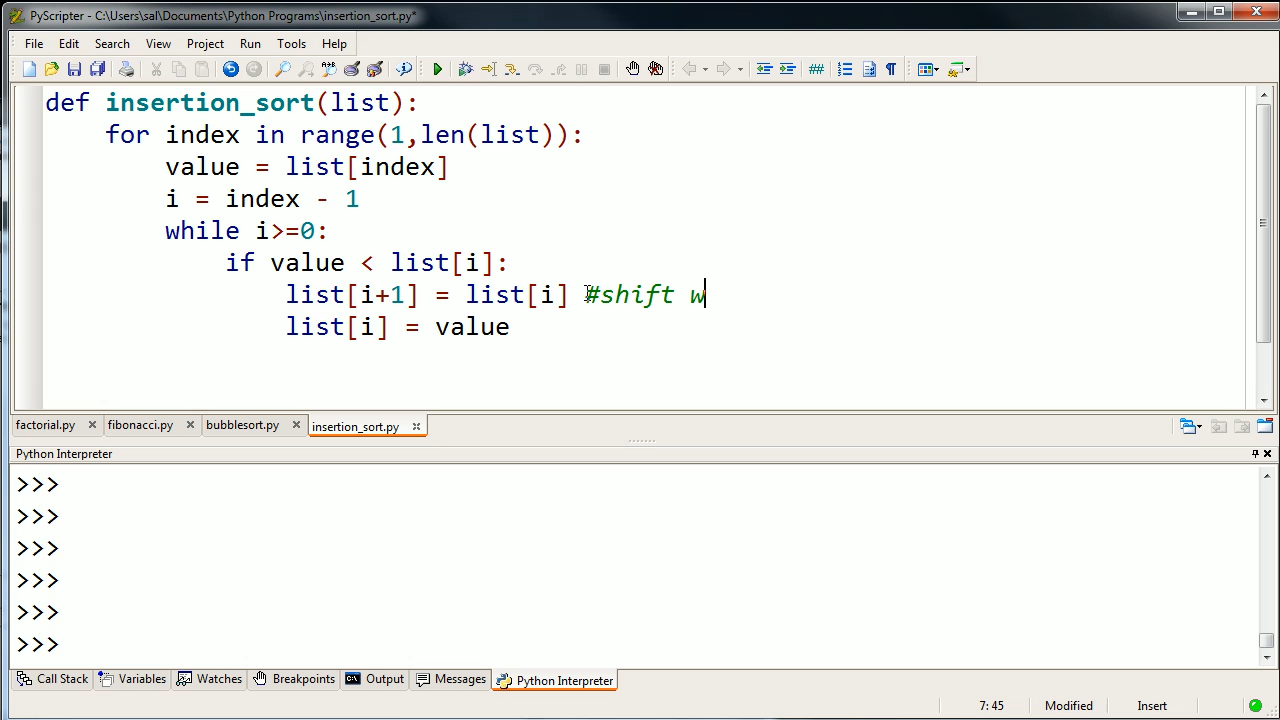 PyScripter - C:\Users\sal\Documents\Python Programs\insertion_sort.py*
File Edit Search View Project Run Tools Help
def insertion_sort(list):
    for index in range(1,len(list)):
        value = list[index]
        i = index - 1
        while i>=0:
            if value < list[i]:
                list[i+1] = list[i] #shift w
                list[i] = value
factorial.py fibonacci.py bubblesort.py insertion_sort.py
Python Interpreter
>>>
>>>
>>>
>>>
>>>
>>>
Call Stack Variables Watches Breakpoints Output Messages Python Interpreter
7: 45 Modified Insert